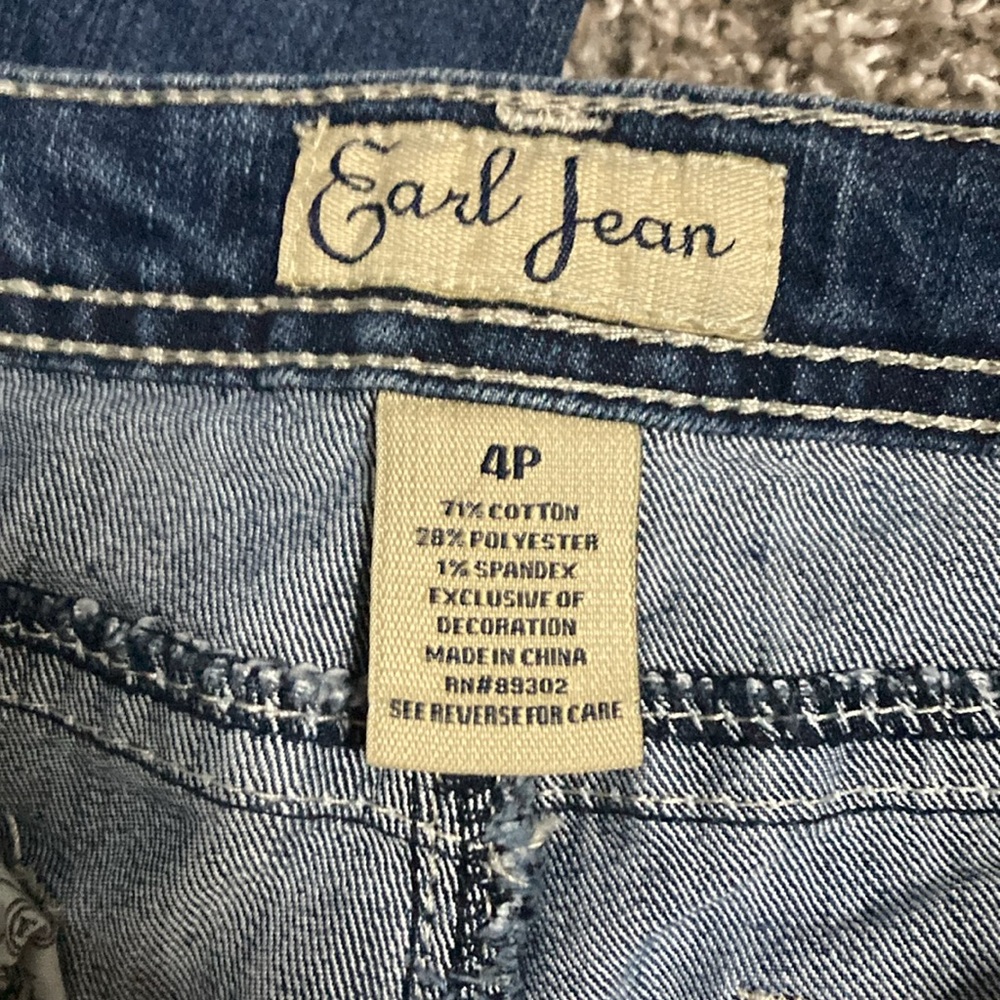 Earl Jean
4P
71% COTTON
28% POLYESTER
1% SPANDEX
EXCLUSIVE OF
DECORATION
MADE IN CHINA
RN#89302
SEE REVERSE FOR CARE